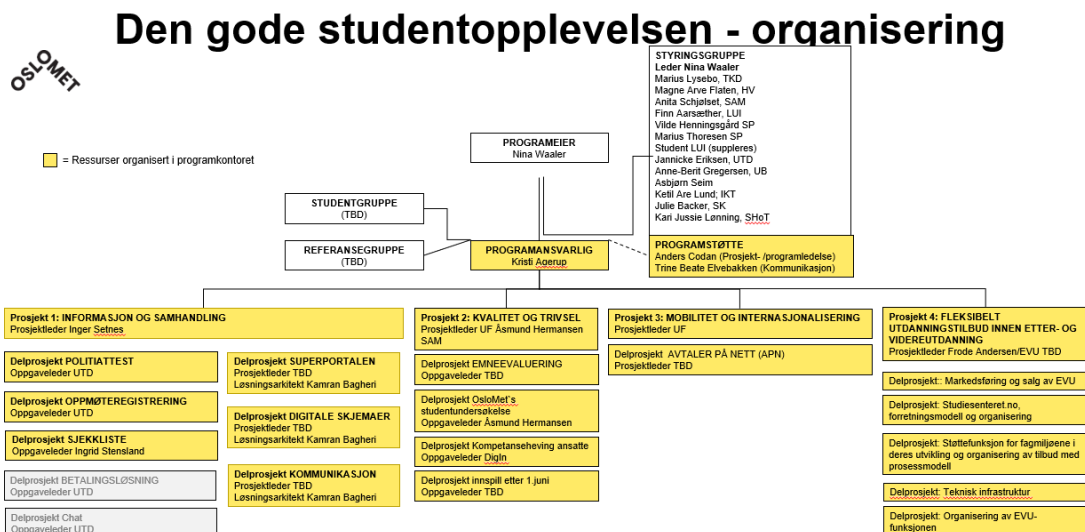 Den gode studentopplevelsen - organisering
OSLOMET
= Ressurser organisert i programkontoret
STYRINGSGRUPPE
Leder Nina Waaler
Marius Lysebo, TKD
Magne Arve Flaten, HV
Anita Schjølset, SAM
Finn Aarsæther, LUI
Vilde Henningsgård SP
Marius Thoresen SP
Student LUI (suppleres)
Jannicke Eriksen, UTD
Anne-Berit Gregersen, UB
Asbjørn Seim
Ketil Are Lund; IKT
Julie Backer, SK
Kari Jussie Lønning, SHoT
PROGRAMEIER
Nina Waaler
STUDENTGRUPPE
(TBD)
REFERANSEGRUPPE
(TBD)
PROGRAMANSVARLIG
Kristi Agerup
PROGRAMSTØTTE
Anders Codan (Prosjekt- /programledelse)
Trine Beate Elvebakken (Kommunikasjon)
Prosjekt 1: INFORMASJON OG SAMHANDLING
Prosjektleder Inger Setnes
Delprosjekt POLITIATTEST
Oppgaveleder UTD
Delprosjekt OPPMØTEREGISTRERING
Oppgaveleder UTD
Delprosjekt SJEKKLISTE
Oppgaveleder Ingrid Stensland
Delprosjekt BETALINGSLØSNING
Oppgaveleder UTD
Delprosjekt Chat
Oppgaveleder UTD
Delprosjekt SUPERPORTALEN
Prosjektleder TBD
Løsningsarkitekt Kamran Bagheri
Delprosjekt DIGITALE SKJEMAER
Prosjektleder TBD
Løsningsarkitekt Kamran Bagheri
Delprosjekt KOMMUNIKASJON
Prosjektleder TBD
Løsningsarkitekt Kamran Bagheri
Prosjekt 2: KVALITET OG TRIVSEL
Prosjektleder UF Åsmund Hermansen
SAM
Delprosjekt EMNEEVALUERING
Oppgaveleder TBD
Delprosjekt OsloMet`s
studentundersøkelse
Oppgaveleder Åsmund Hermansen
Delprosjekt Kompetanseheving ansatte
Oppgaveleder DigIn
Delprosjekt innspill etter 1.juni
Oppgaveleder TBD
Prosjekt 3: MOBILITET OG INTERNASJONALISERING
Prosjektleder UF
Delprosjekt AVTALER PÅ NETT (APN)
Prosjektleder TBD
Prosjekt 4: FLEKSIBELT
UTDANNINGSTILBUD INNEN ETTER- OG
VIDEREUTDANNING
Prosjektleder Frode Andersen/EVU TBD
Delprosjekt:: Markedsføring og salg av EVU
Delprosjekt: Studiesenteret.no,
forretningsmodell og organisering
Delprosjekt: Støttefunksjon for fagmiljøene i
deres utvikling og organisering av tilbud med
prosessmodell
Delprosjekt: Teknisk infrastruktur
Delprosjekt: Organisering av EVU-
funksjonen